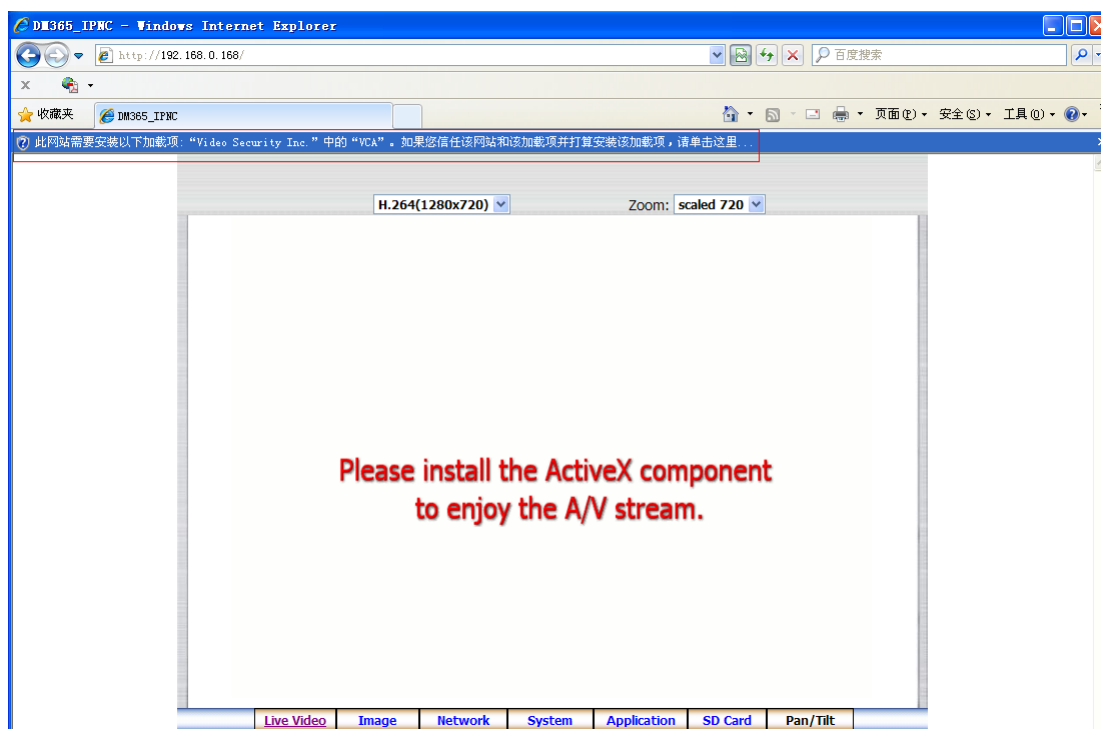 DM365_IPNC - Windows Internet Explorer
http://192.168.0.168/
百度搜索
x
收藏夹
DM365_IPNC
页面(P)
安全(S)
工具(O)
此网站需要安装以下加载项:“Video Security Inc.”中的“VCA”。如果您信任该网站和该加载项并打算安装该加载项，请单击这里...
H.264(1280x720)
Zoom: scaled 720
Please install the ActiveX component
to enjoy the A/V stream.
Live Video Image Network System Application SD Card Pan/Tilt